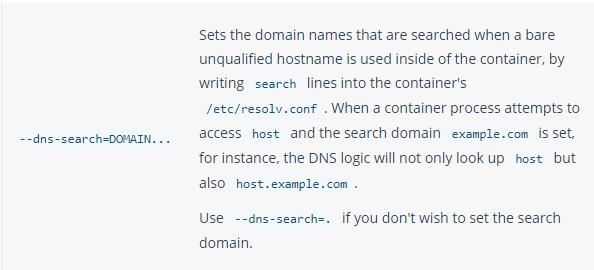 Sets the domain names that are searched when a bare
unqualified hostname is used inside of the container, by
writing search lines into the container's
/etc/resolv.conf . When a container process attempts to
--dns-search=DOMAIN... access host and the search domain example.com is set,
for instance, the DNS logic will not only look up host but
also host.example.com .
Use --dns-search=. if you don't wish to set the search
domain.